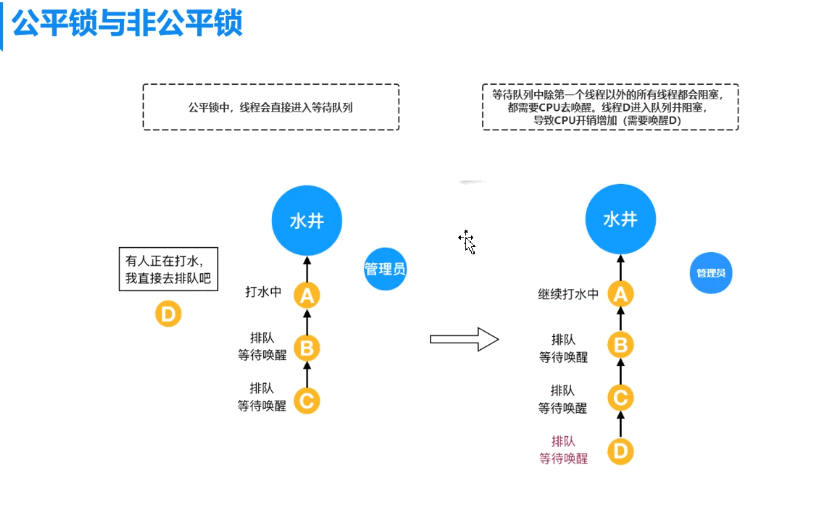 公平锁与非公平锁
公平锁中，线程会直接进入等待队列
等待队列中除第一个线程以外的所有线程都会阻塞，
都需要CPU去唤醒。线程D进入队列并阻塞，
导致CPU开销增加（需要唤醒D）
水井
有人正在打水，
我直接去排队吧
D
管理员
打水中
A
排队
等待唤醒
B
排队
等待唤醒
C
水井
管理员
继续打水中
A
排队
等待唤醒
B
排队
等待唤醒
C
排队
等待唤醒
D